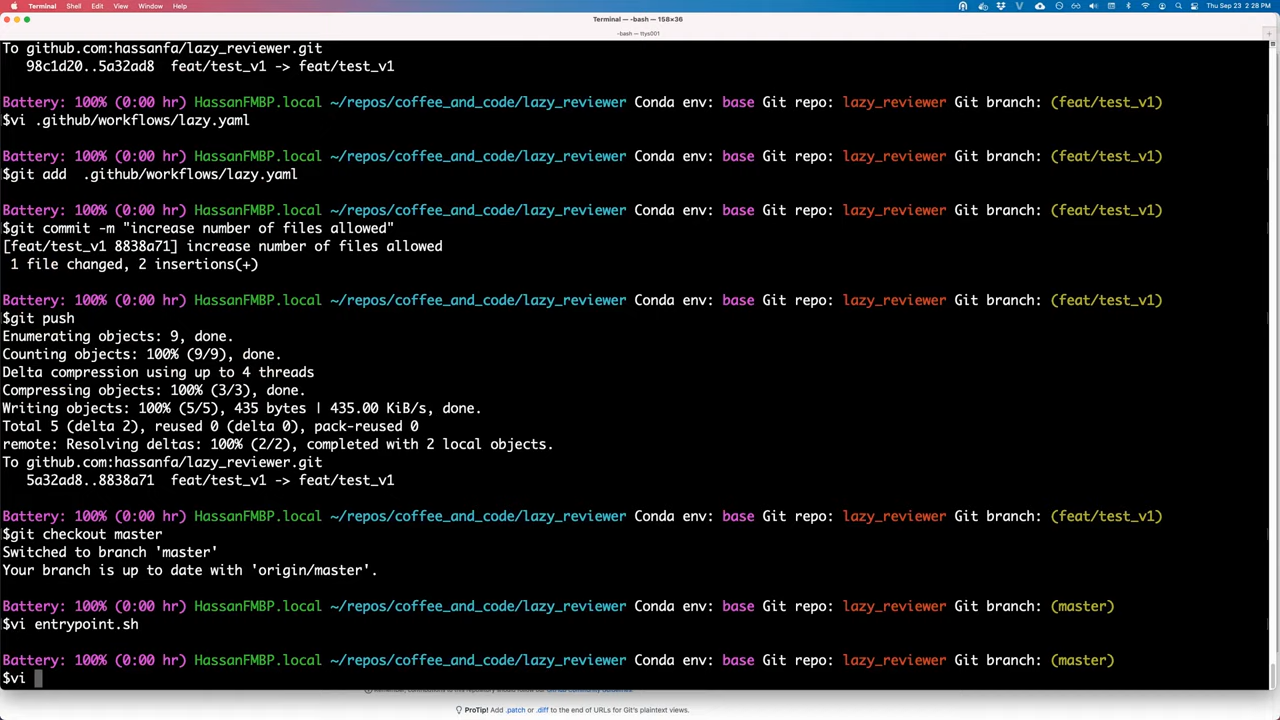 Terminal Shell Edit View Window Help
Thu Sep 23 2:28 PM
Terminal — -bash — 158×36
-bash — ttys001
To github.com:hassanfa/lazy_reviewer.git
98c1d20..5a32ad8 feat/test_v1 -> feat/test_v1
Battery: 100% (0:00 hr) HassanFMBP.local ~/repos/coffee_and_code/lazy_reviewer Conda env: base Git repo: lazy_reviewer Git branch: (feat/test_v1)
$vi .github/workflows/lazy.yaml
Battery: 100% (0:00 hr) HassanFMBP.local ~/repos/coffee_and_code/lazy_reviewer Conda env: base Git repo: lazy_reviewer Git branch: (feat/test_v1)
$git add  .github/workflows/lazy.yaml
Battery: 100% (0:00 hr) HassanFMBP.local ~/repos/coffee_and_code/lazy_reviewer Conda env: base Git repo: lazy_reviewer Git branch: (feat/test_v1)
$git commit -m "increase number of files allowed"
[feat/test_v1 8838a71] increase number of files allowed
1 file changed, 2 insertions(+)
Battery: 100% (0:00 hr) HassanFMBP.local ~/repos/coffee_and_code/lazy_reviewer Conda env: base Git repo: lazy_reviewer Git branch: (feat/test_v1)
$git push
Enumerating objects: 9, done.
Counting objects: 100% (9/9), done.
Delta compression using up to 4 threads
Compressing objects: 100% (3/3), done.
Writing objects: 100% (5/5), 435 bytes | 435.00 KiB/s, done.
Total 5 (delta 2), reused 0 (delta 0), pack-reused 0
remote: Resolving deltas: 100% (2/2), completed with 2 local objects.
To github.com:hassanfa/lazy_reviewer.git
5a32ad8..8838a71 feat/test_v1 -> feat/test_v1
Battery: 100% (0:00 hr) HassanFMBP.local ~/repos/coffee_and_code/lazy_reviewer Conda env: base Git repo: lazy_reviewer Git branch: (feat/test_v1)
$git checkout master
Switched to branch 'master'
Your branch is up to date with 'origin/master'.
Battery: 100% (0:00 hr) HassanFMBP.local ~/repos/coffee_and_code/lazy_reviewer Conda env: base Git repo: lazy_reviewer Git branch: (master)
$vi entrypoint.sh
Battery: 100% (0:00 hr) HassanFMBP.local ~/repos/coffee_and_code/lazy_reviewer Conda env: base Git repo: lazy_reviewer Git branch: (master)
$vi
ProTip! Add .patch or .diff to the end of URLs for Git's plaintext views.